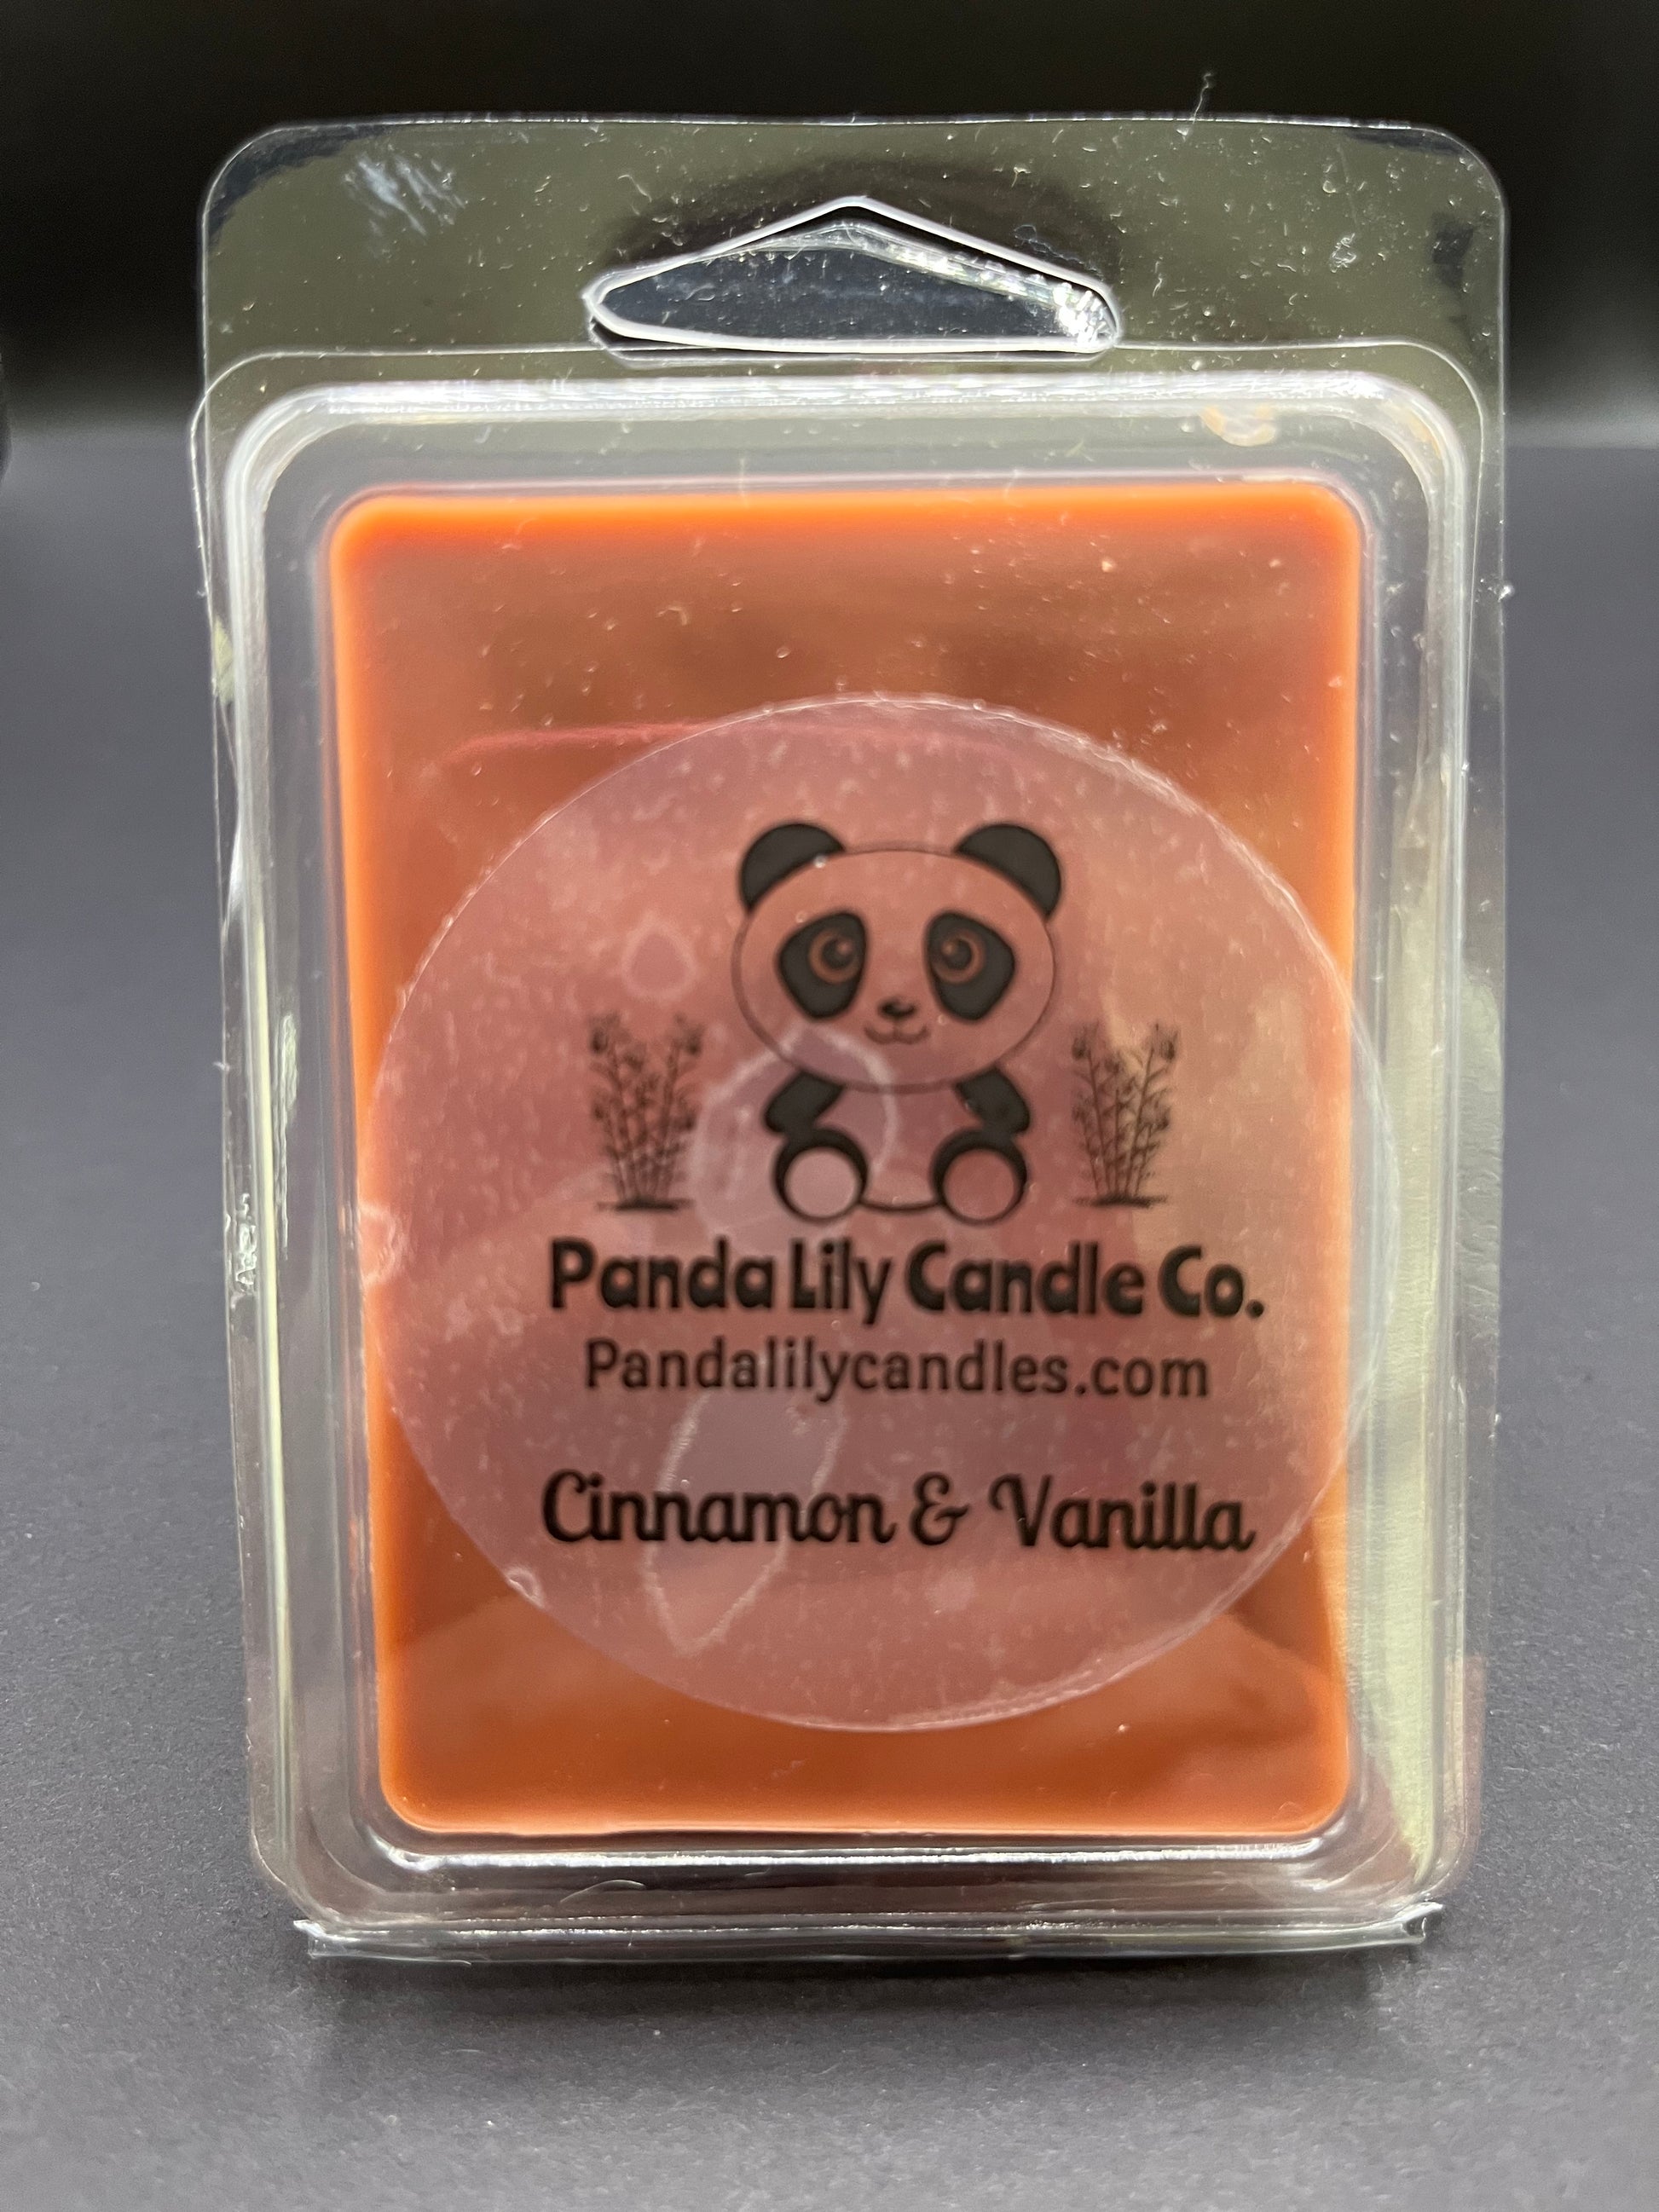 Panda Lily Candle Co.
Pandalilycandles.com
Cinnamon & Vanilla